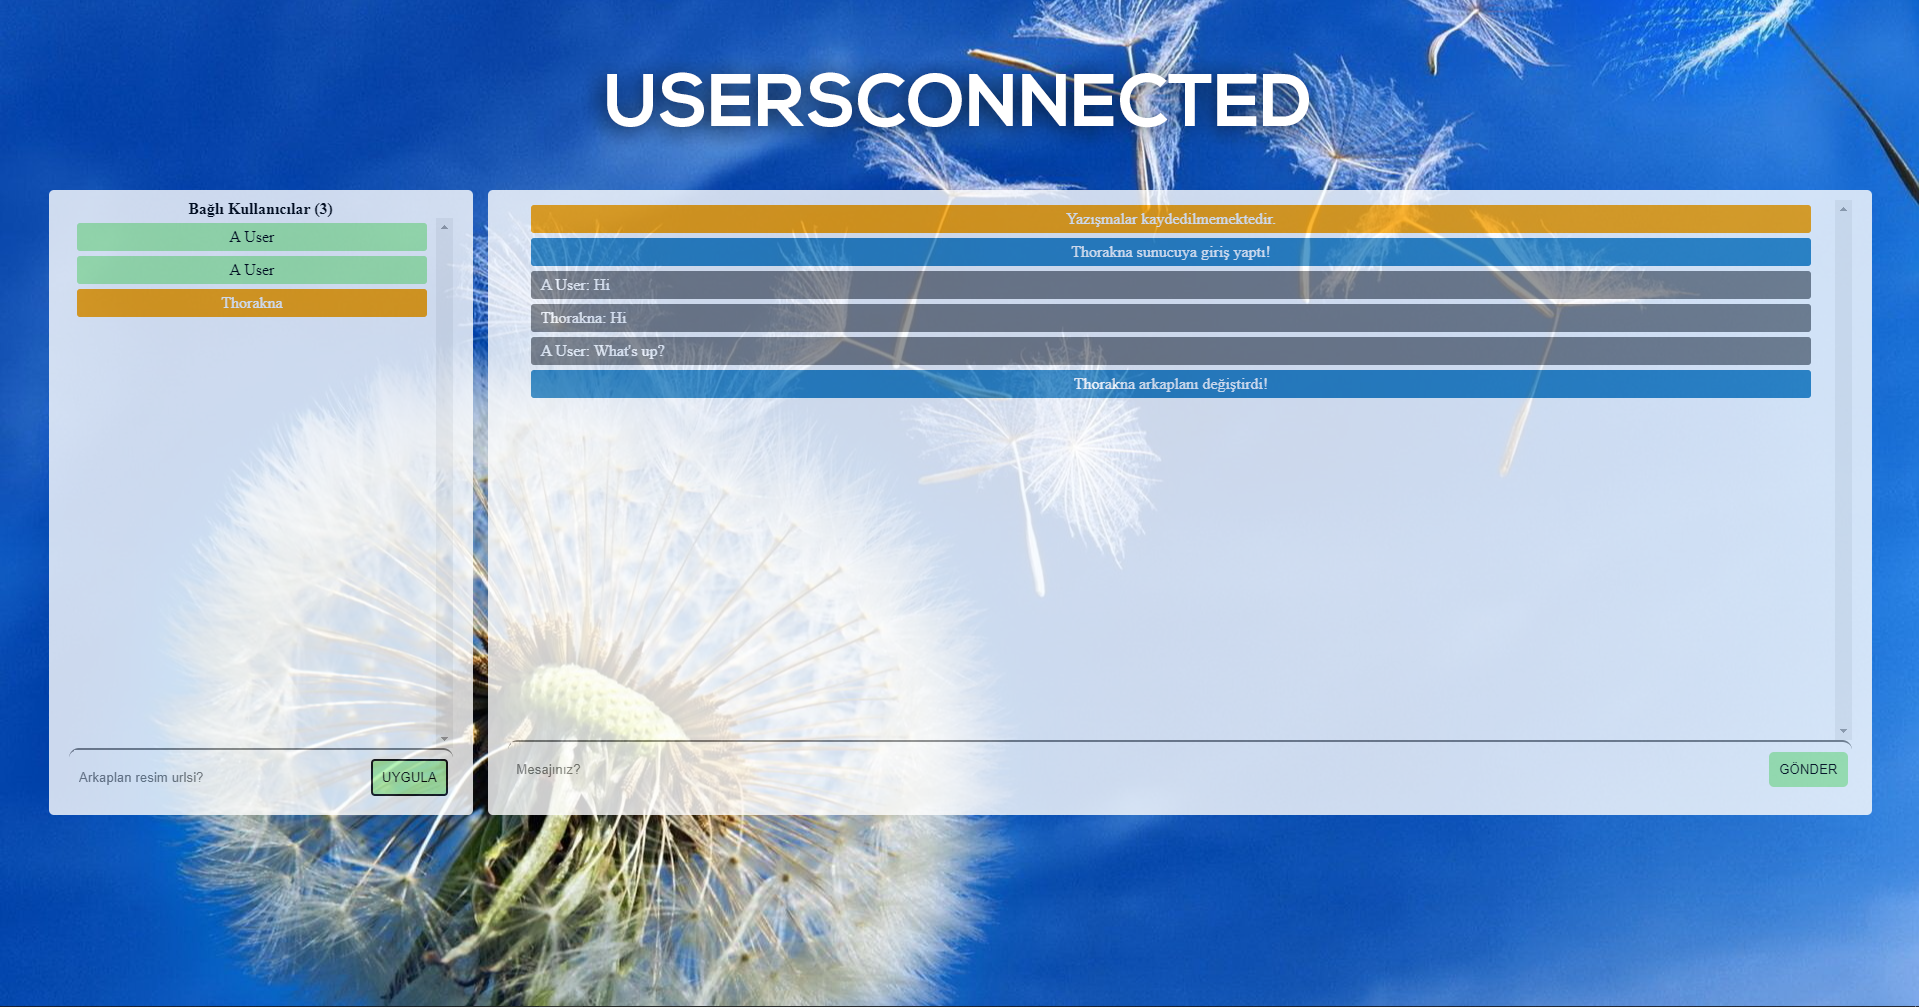 USERSCONNECTED
Bağlı Kullanıcılar (3)
A User
A User
Thorakna
Arkaplan resim urlsi?
UYGULA
Yazışmalar kaydedilmemektedir.
Thorakna sunucuya giriş yaptı!
A User: Hi
Thorakna: Hi
A User: What's up?
Thorakna arkaplanı değiştirdi!
Mesajınız?
GÖNDER